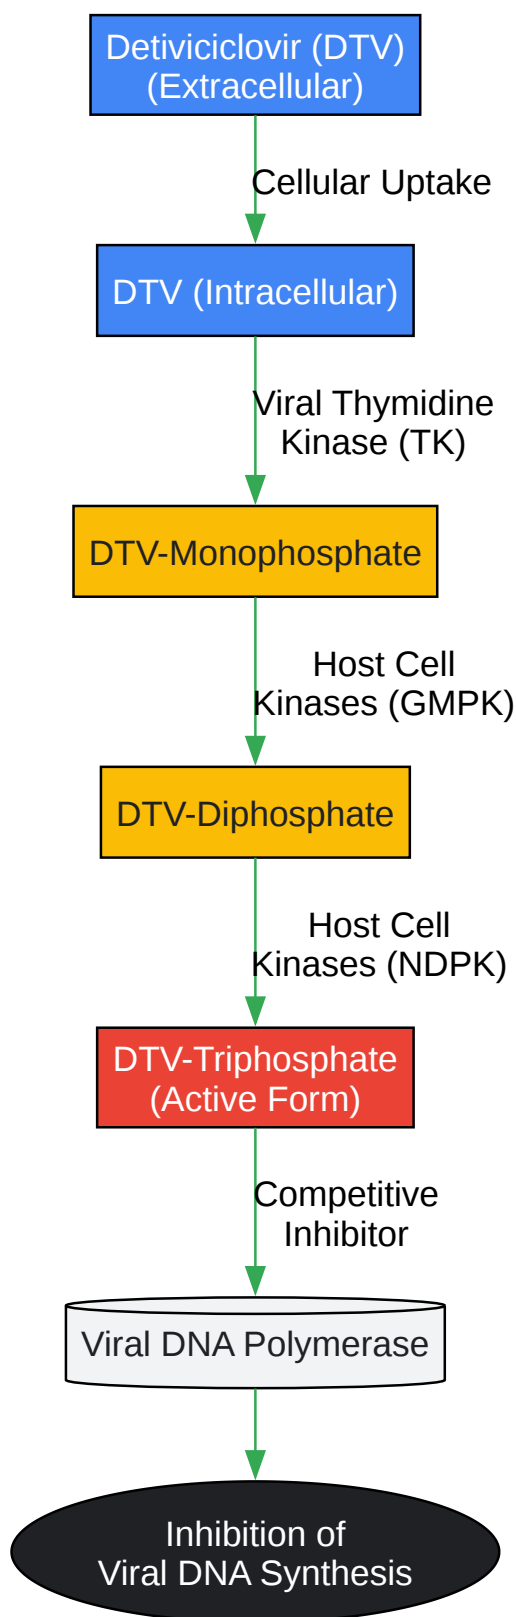 Detiviciclovir (DTV)
(Extracellular)
Cellular Uptake
DTV (Intracellular)
Viral Thymidine
Kinase (TK)
DTV-Monophosphate
Host Cell
Kinases (GMPK)
DTV-Diphosphate
Host Cell
Kinases (NDPK)
DTV-Triphosphate
(Active Form)
Competitive
Inhibitor
Viral DNA Polymerase
Inhibition of
Viral DNA Synthesis